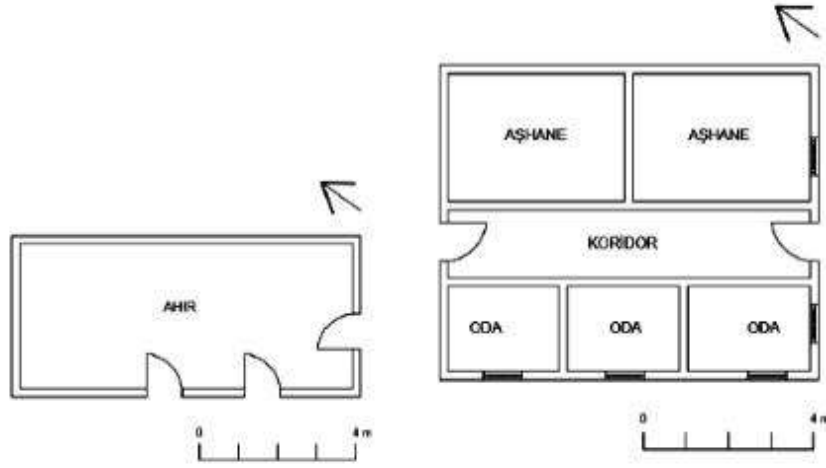 AHIR
0 4 m
AŞHANE AŞHANE
KORİDOR
ODA ODA ODA
0 4 m